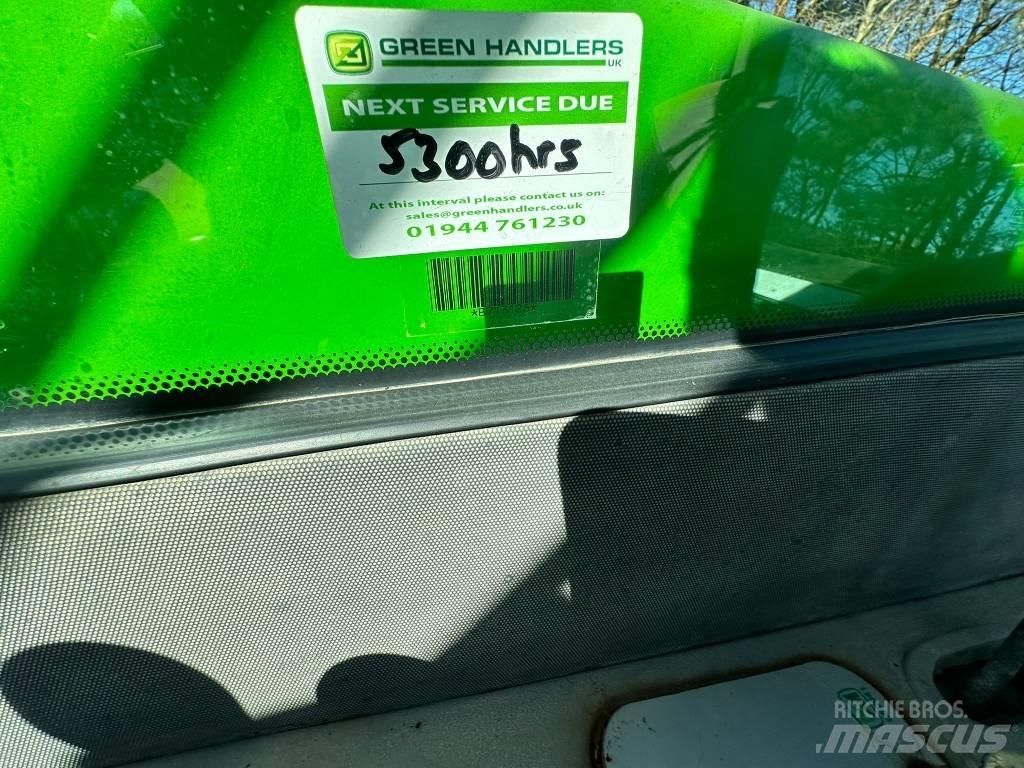 GREEN HANDLERS
UK
NEXT SERVICE DUE
5300hrs
At this interval please contact us on:
sales@greenhandlers.co.uk
01944 761230
RITCHIE BROS.
MASCUS